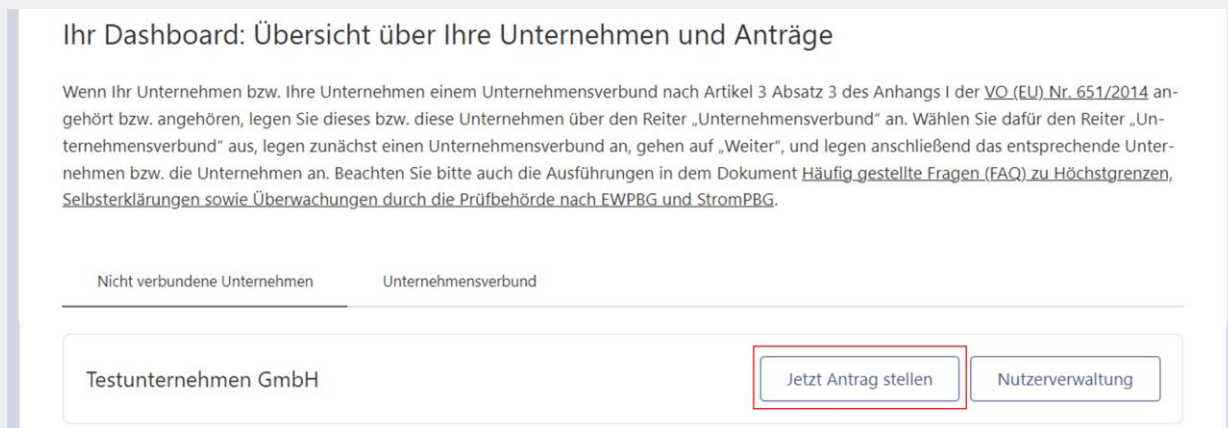 Ihr Dashboard: Übersicht über Ihre Unternehmen und Anträge
Wenn Ihr Unternehmen bzw. Ihre Unternehmen einem Unternehmensverbund nach Artikel 3 Absatz 3 des Anhangs I der VO (EU) Nr. 651/2014 an-
gehört bzw. angehören, legen Sie dieses bzw. diese Unternehmen über den Reiter „Unternehmensverbund" an. Wählen Sie dafür den Reiter „Un-
ternehmensverbund" aus, legen zunächst einen Unternehmensverbund an, gehen auf „Weiter", und legen anschließend das entsprechende Unter-
nehmen bzw. die Unternehmen an. Beachten Sie bitte auch die Ausführungen in dem Dokument Häufig gestellte Fragen (FAQ) zu Höchstgrenzen,
Selbsterklärungen sowie Überwachungen durch die Prüfbehörde nach EWPBG und StromPBG.
Nicht verbundene Unternehmen Unternehmensverbund
Testunternehmen GmbH Jetzt Antrag stellen Nutzerverwaltung